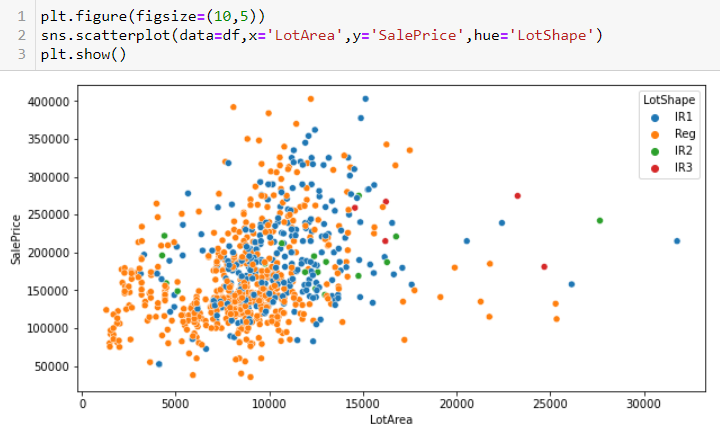 1 plt.figure(figsize=(10,5))
2 sns.scatterplot(data=df,x='LotArea',y='SalePrice',hue='LotShape')
3 plt.show()
LotShape
IR1
Reg
IR2
IR3
400000
350000
300000
250000
200000
150000
100000
50000
SalePrice
0 5000 10000 15000 20000 25000 30000
LotArea